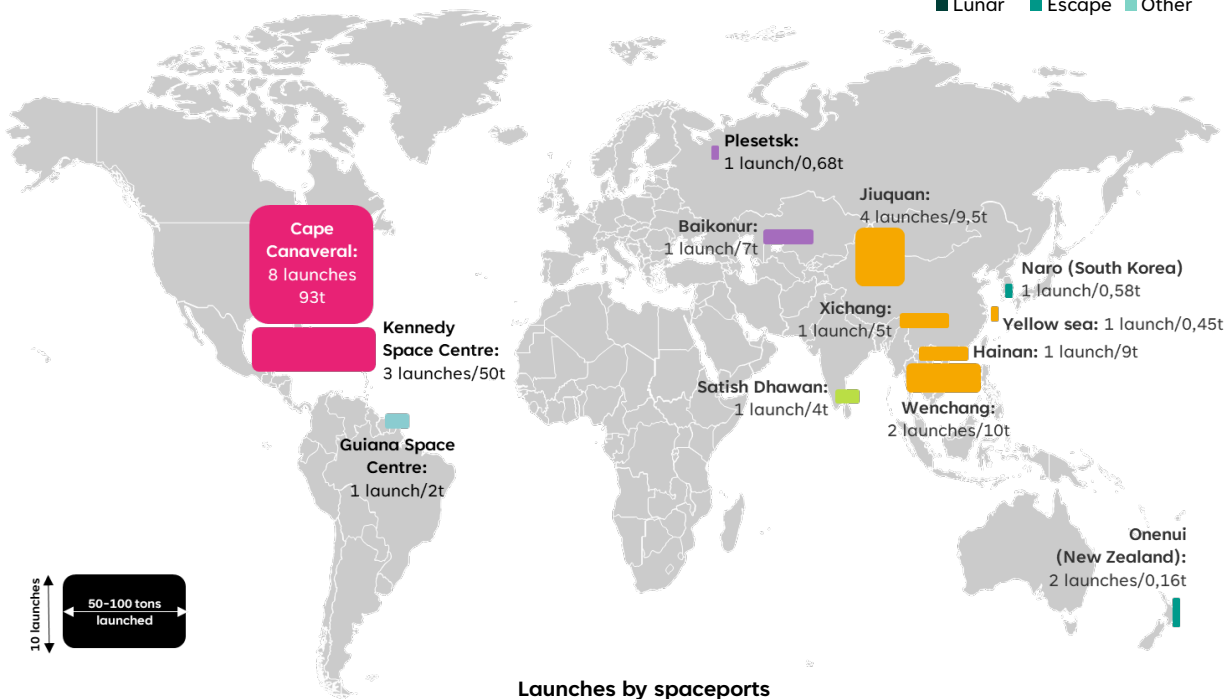 Lunar Escape Other
Plesetsk:
1 launch/0,68t
Jiuquan:
4 launches/9,5t
Baikonur:
1 launch/7t
Cape
Canaveral:
8 launches
93t
Naro (South Korea)
1 launch/0,58t
Xichang:
1 launch/5t
Yellow sea: 1 launch/0,45t
Kennedy
Space Centre:
3 launches/50t
Hainan: 1 launch/9t
Satish Dhawan:
1 launch/4t
Wenchang:
2 launches/10t
Guiana Space
Centre:
1 launch/2t
Onenui
(New Zealand):
2 launches/0,16t
10 launches
50-100 tons
launched
Launches by spaceports